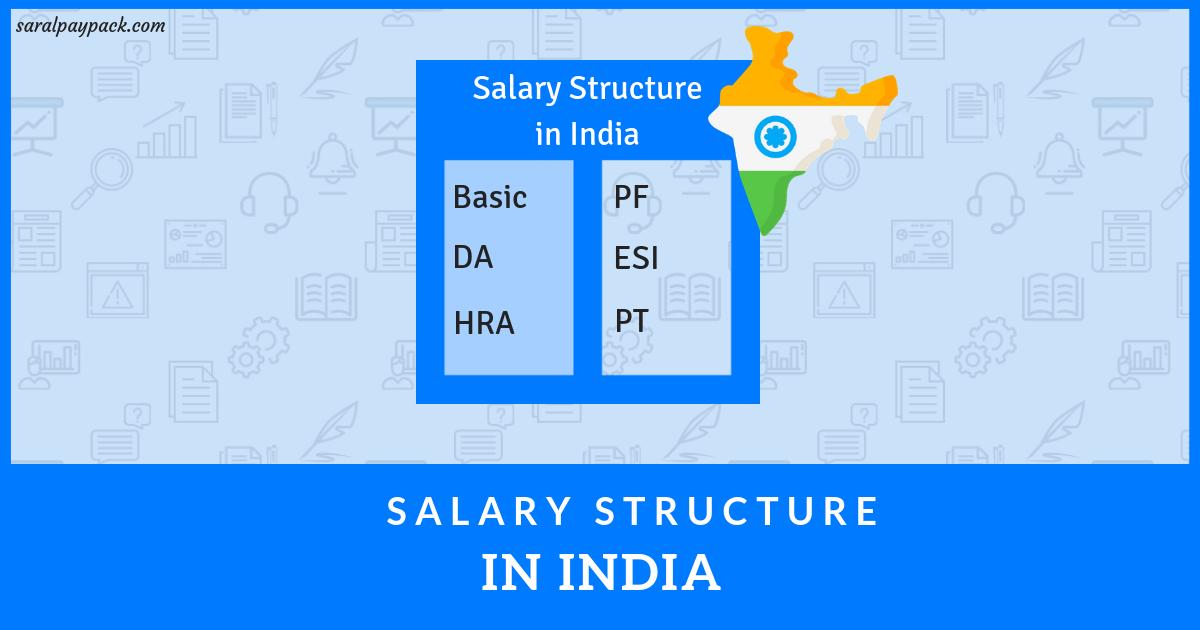 saralpaypack.com
Salary Structure
in India
Basic
DA
HRA
PF
ESI
PT
SALARY STRUCTURE
IN INDIA